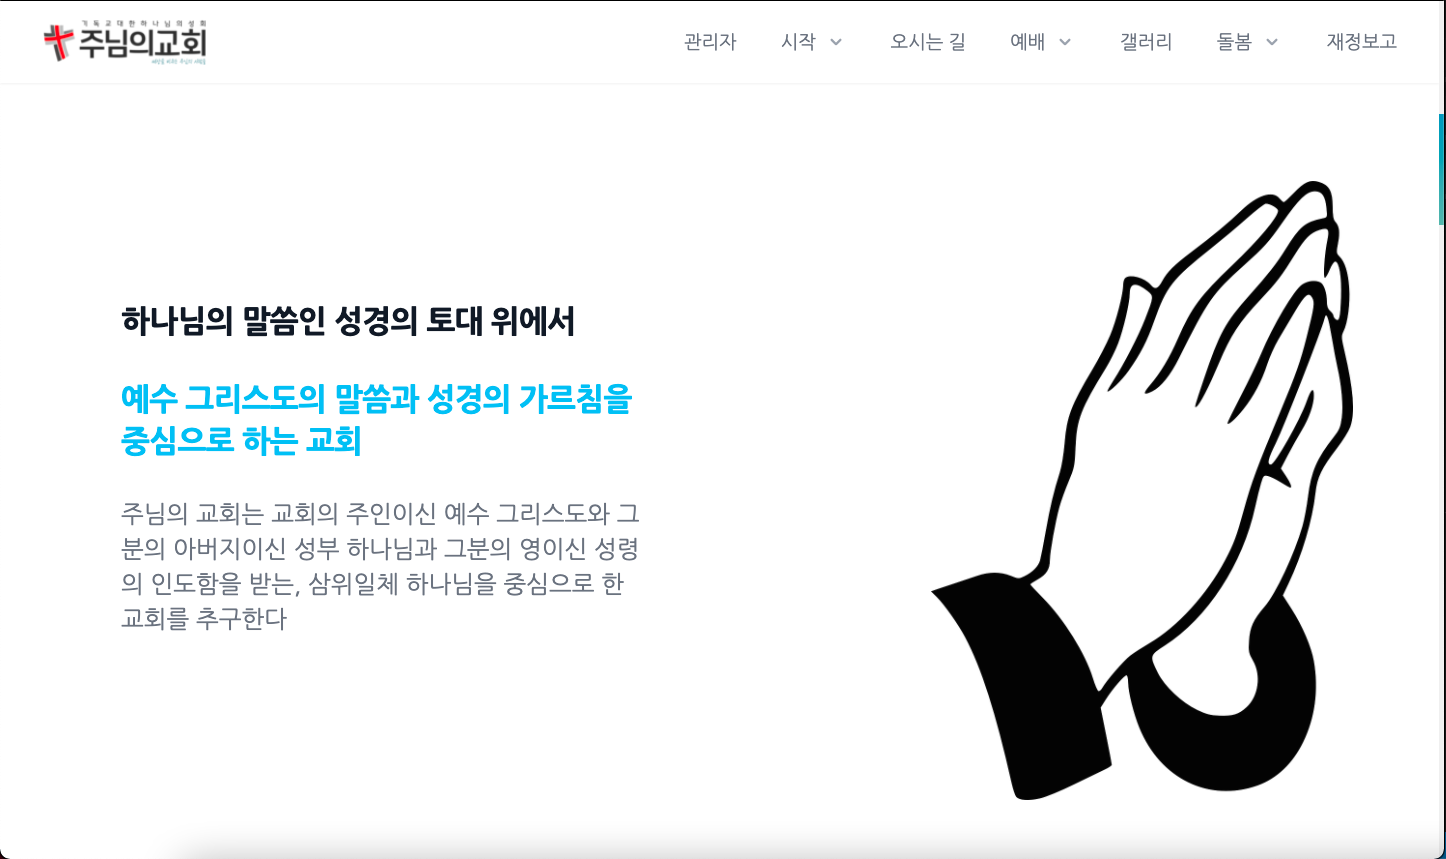 기독교대한하나님의성회
주님의교회
관리자 시작 오시는 길 예배 갤러리 돌봄 재정보고
하나님의 말씀인 성경의 토대 위에서
예수 그리스도의 말씀과 성경의 가르침을
중심으로 하는 교회
주님의 교회는 교회의 주인이신 예수 그리스도와 그
분의 아버지이신 성부 하나님과 그분의 영이신 성령
의 인도함을 받는, 삼위일체 하나님을 중심으로 한
교회를 추구한다